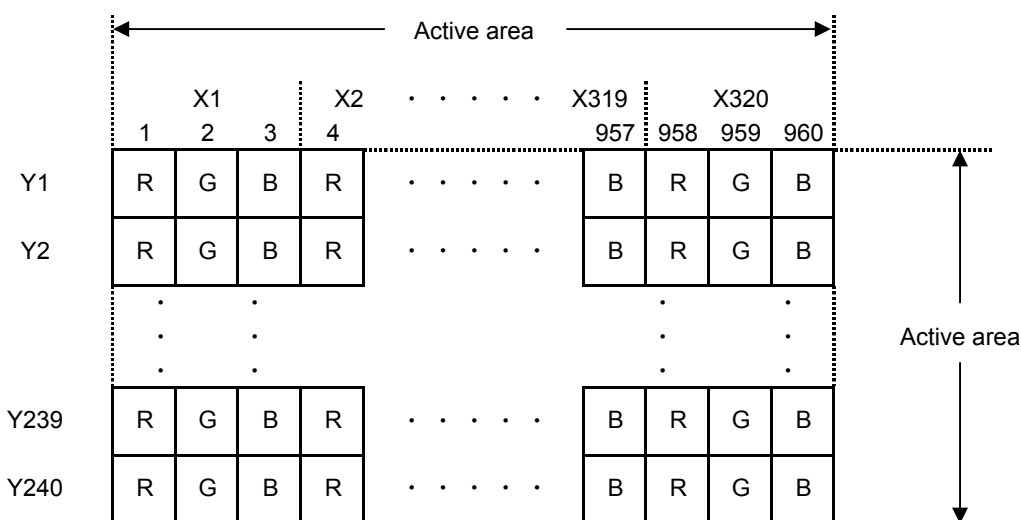 Active area
X1 X2 · · · · · X319 X320
1 2 3 4 957 958 959 960
Y1 R G B R · · · · · B R G B
Y2 R G B R · · · · · B R G B
· · · ·
· · · ·
Active area
· · · ·
Y239 R G B R · · · · · B R G B
Y240 R G B R · · · · · B R G B